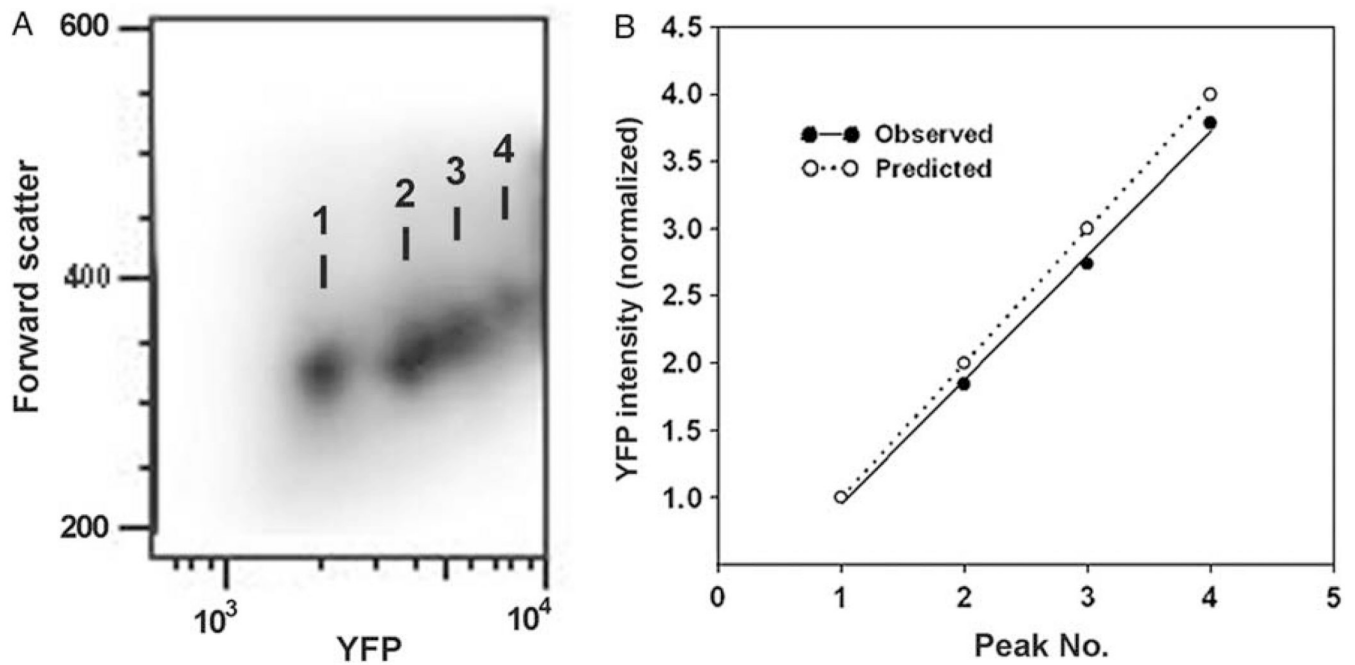 A
600
400
200
Forward scatter
1
2
3
4
10³
10⁴
YFP
B
4.5
4.0
3.5
3.0
2.5
2.0
1.5
1.0
YFP intensity (normalized)
Observed
Predicted
0
1
2
3
4
5
Peak No.